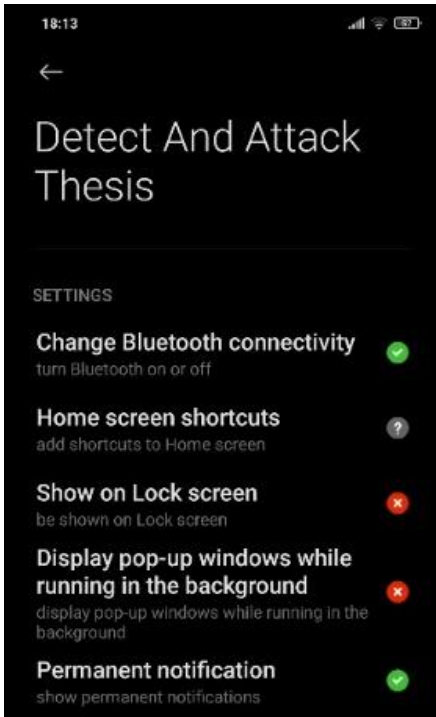 18:13
57
Detect And Attack
Thesis
SETTINGS
Change Bluetooth connectivity
turn Bluetooth on or off
Home screen shortcuts
add shortcuts to Home screen
Show on Lock screen
be shown on Lock screen
Display pop-up windows while
running in the background
display pop-up windows while running in the
background
Permanent notification
show permanent notifications